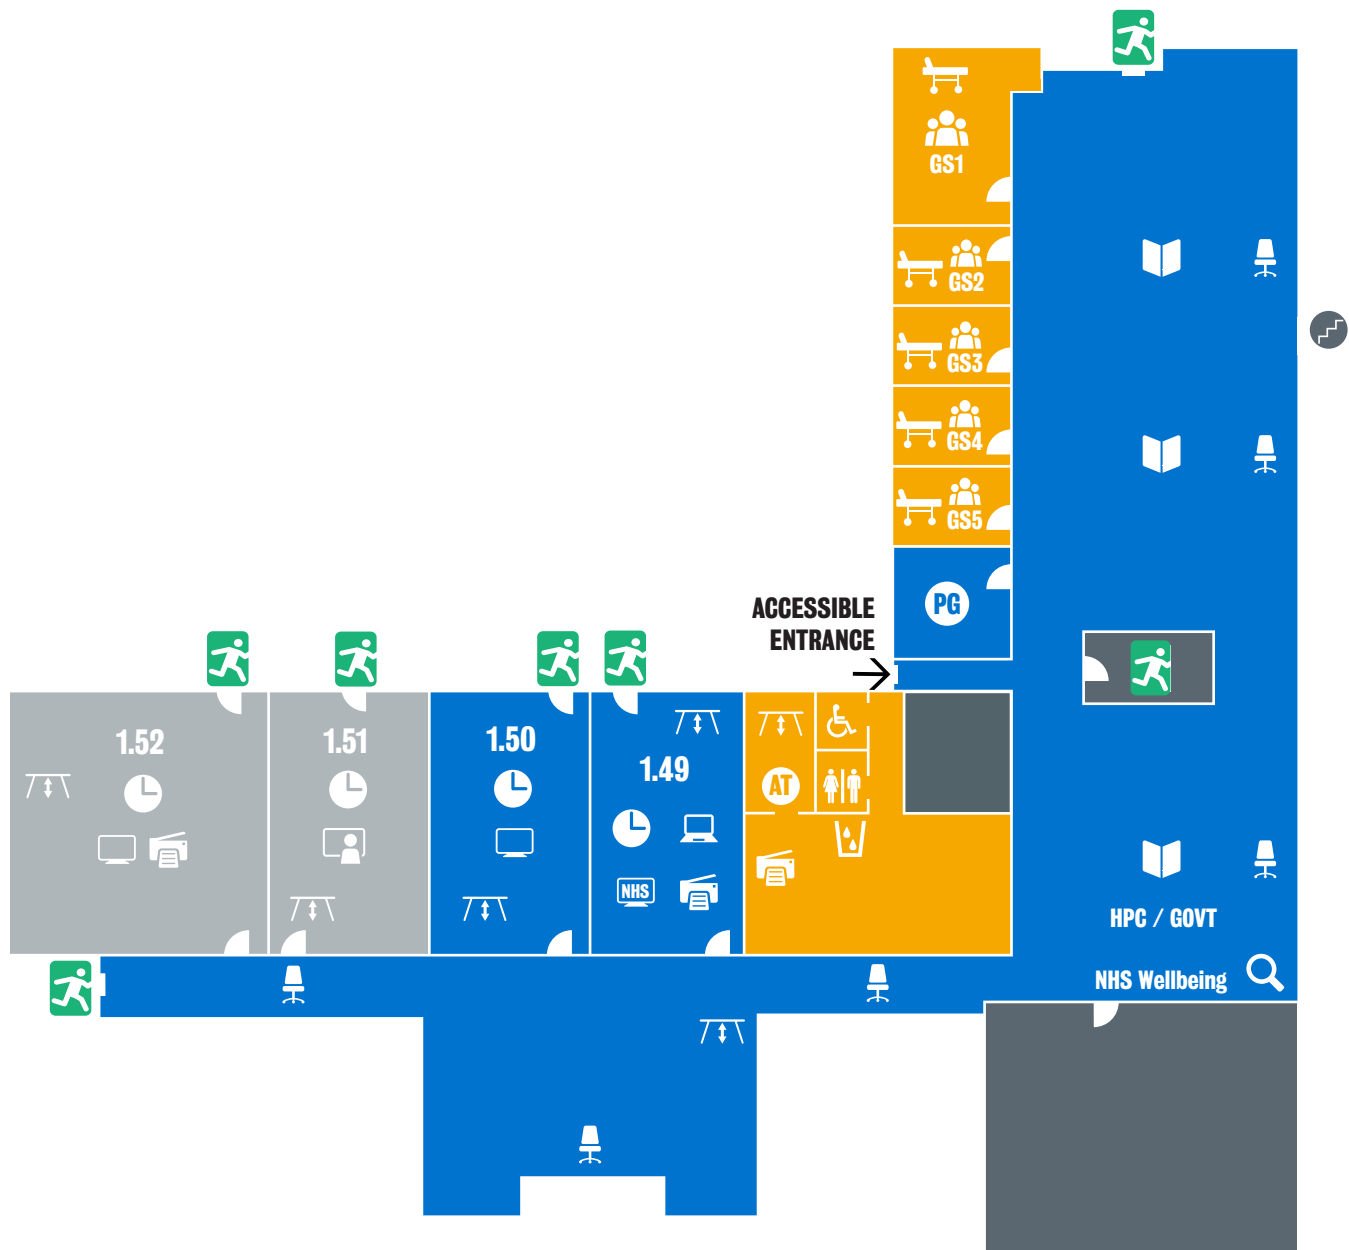 GS1
GS2
GS3
GS4
GS5
PG
ACCESSIBLE
ENTRANCE
1.52
1.51
1.50
1.49
AT
NHS
HPC / GOVT
NHS Wellbeing